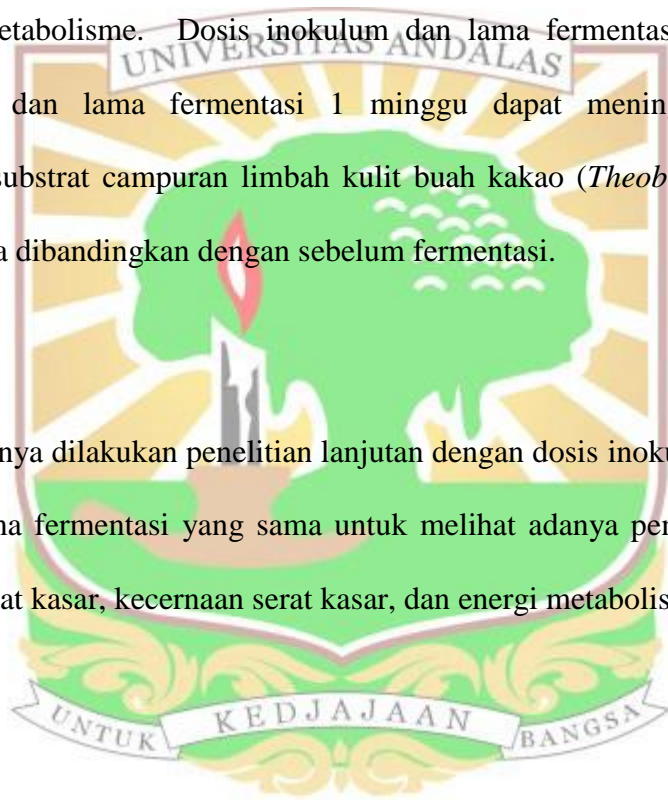 etabolisme. Dosis inokulum dan lama fermentas
UNIVERSITAS ANDALAS
dan lama fermentasi 1 minggu dapat mening
substrat campuran limbah kulit buah kakao (Theob
a dibandingkan dengan sebelum fermentasi.
nya dilakukan penelitian lanjutan dengan dosis inoku
na fermentasi yang sama untuk melihat adanya pen
at kasar, kecernaan serat kasar, dan energi metabolis
UNTUK KEDJAJAAN BANGSA